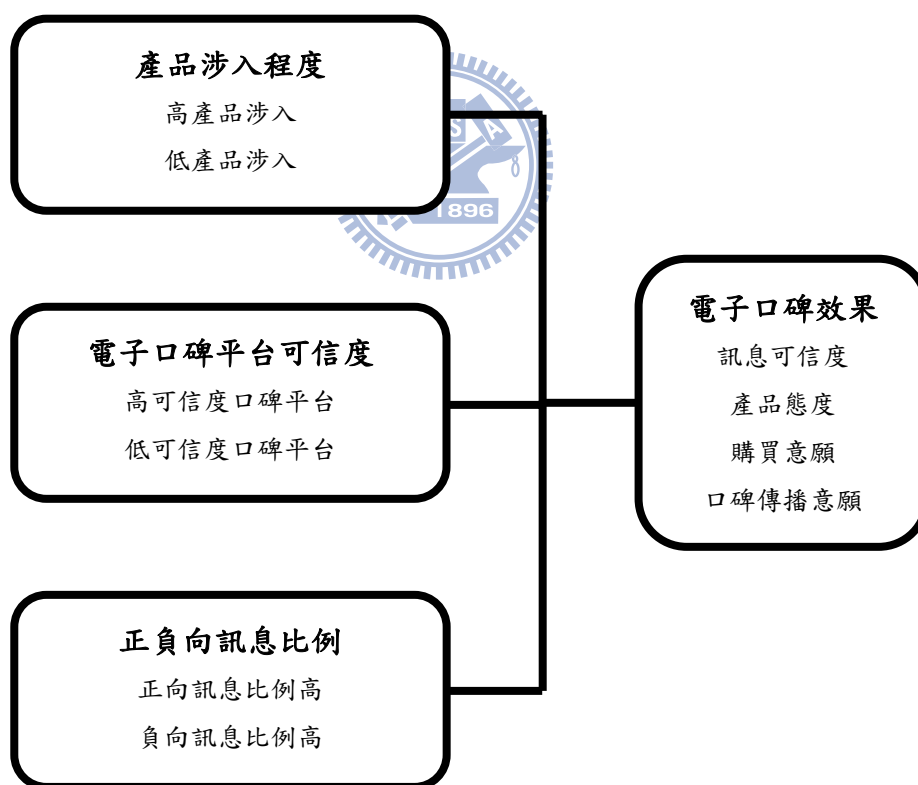 產品涉入程度
高產品涉入
低產品涉入
S A
1896
電子口碑平台可信度
高可信度口碑平台
低可信度口碑平台
電子口碑效果
訊息可信度
產品態度
購買意願
口碑傳播意願
正負向訊息比例
正向訊息比例高
負向訊息比例高